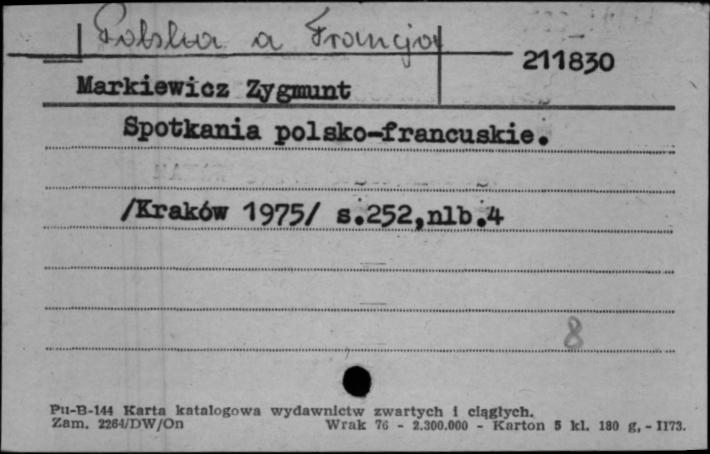 Polska a Francja
211830
Markiewicz Zygmunt
Spotkania polsko-francuskie.
/Kraków 1975/ s.252,nlb.4
8
Pu-B-144 Karta katalogowa wydawnictw zwartych i ciągłych.
Zam. 2264/DW/On Wrak 76 - 2.300.000 - Karton 5 kl. 180 g, - II73.